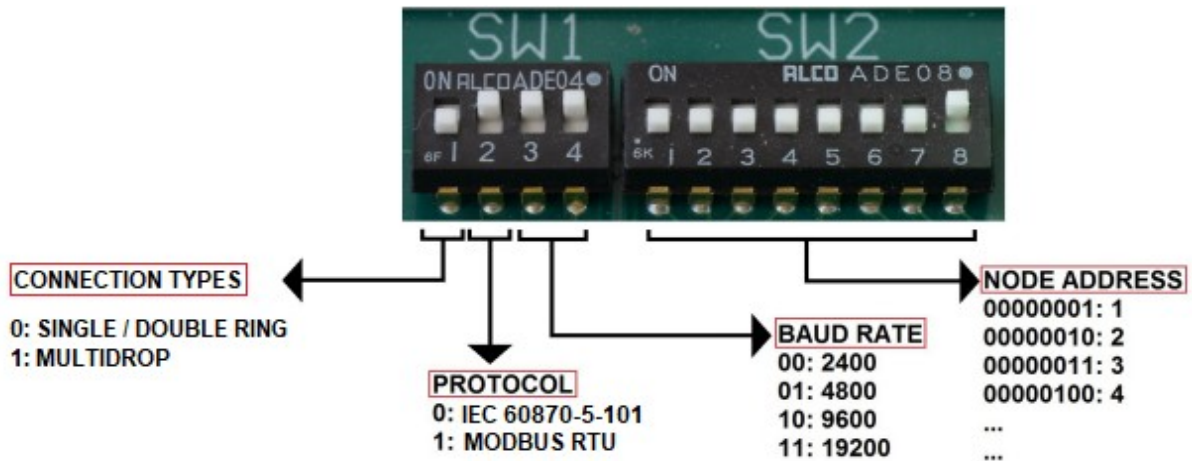 SW1
SW2
ON ALCO ADE04
6F 1 2 3 4
ON ALCO ADE08
6K 1 2 3 4 5 6 7 8
CONNECTION TYPES
0: SINGLE / DOUBLE RING
1: MULTIDROP
PROTOCOL
0: IEC 60870-5-101
1: MODBUS RTU
BAUD RATE
00: 2400
01: 4800
10: 9600
11: 19200
NODE ADDRESS
00000001: 1
00000010: 2
00000011: 3
00000100: 4
...
...